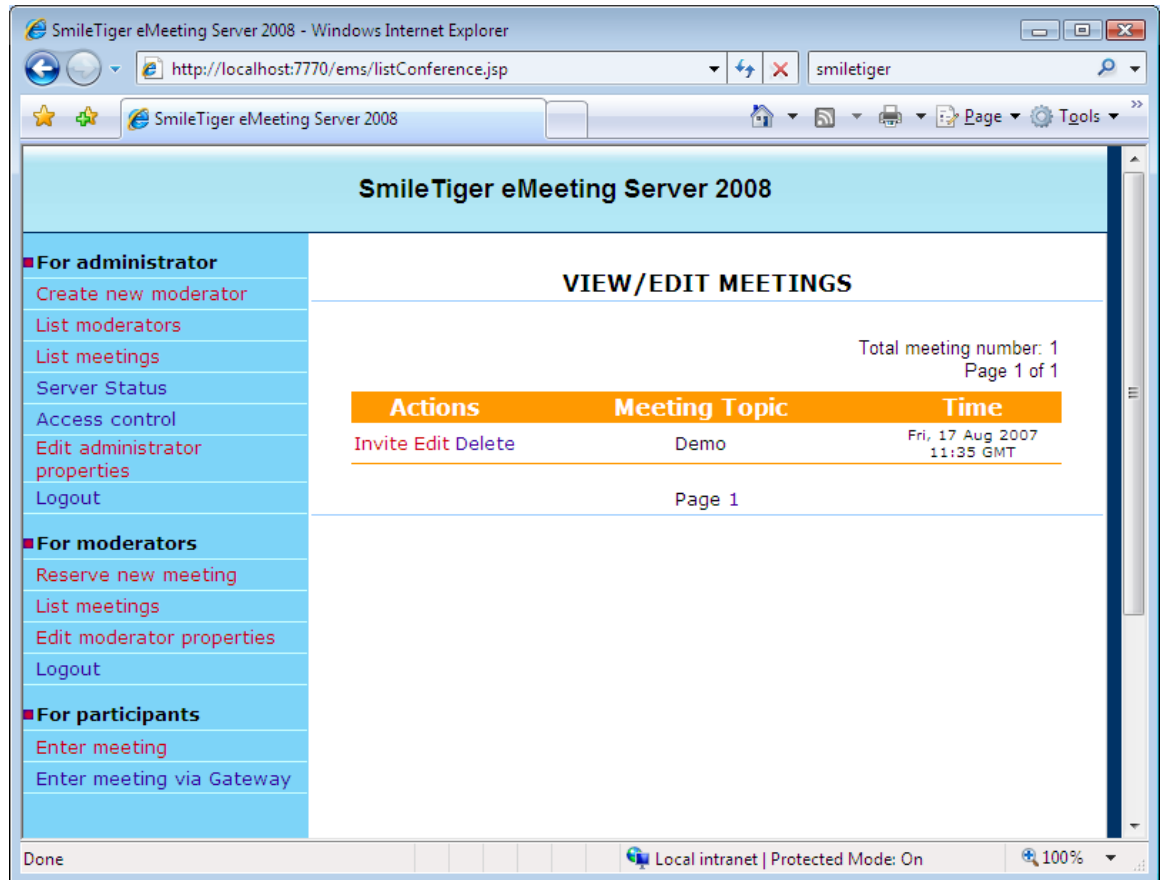 SmileTiger eMeeting Server 2008 - Windows Internet Explorer
http://localhost:7770/ems/listConference.jsp
smiletiger
SmileTiger eMeeting Server 2008
Page
Tools
SmileTiger eMeeting Server 2008
For administrator
Create new moderator
List moderators
List meetings
Server Status
Access control
Edit administrator
properties
Logout
For moderators
Reserve new meeting
List meetings
Edit moderator properties
Logout
For participants
Enter meeting
Enter meeting via Gateway
VIEW/EDIT MEETINGS
Total meeting number: 1
Page 1 of 1
Actions Meeting Topic Time
Invite Edit Delete Demo Fri, 17 Aug 2007
11:35 GMT
Page 1
Done
Local intranet | Protected Mode: On
100%